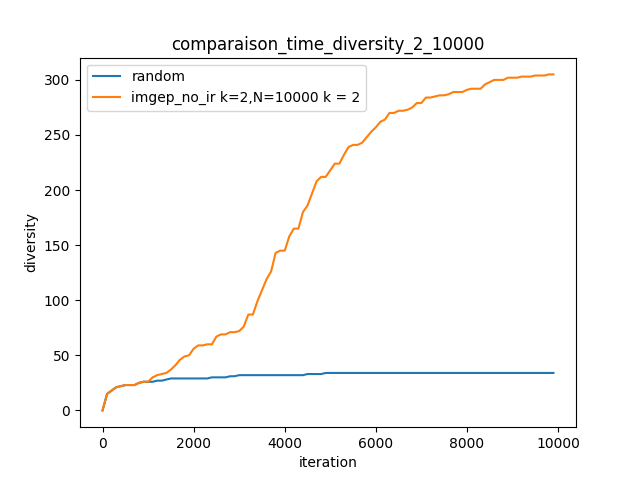 comparaison_time_diversity_2_10000
random
imgep_no_ir k=2,N=10000 k = 2
300
250
200
150
100
50
0
diversity
0 2000 4000 6000 8000 10000
iteration